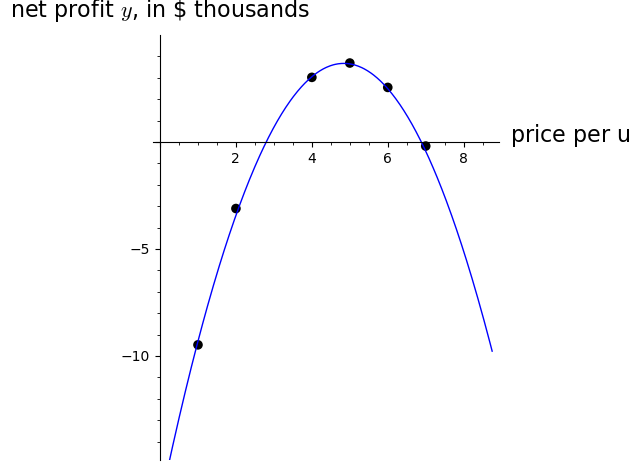 net profit y, in $ thousands
price per u
2 4 6 8
−5
−10